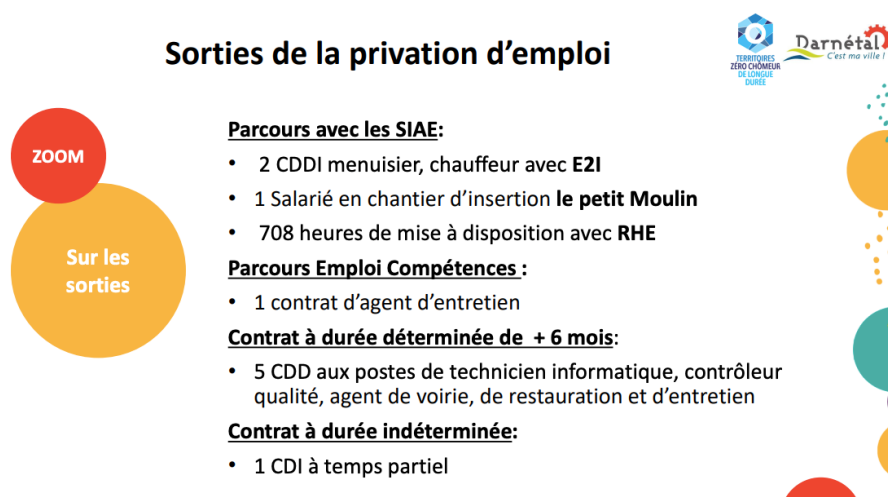 Sorties de la privation d’emploi
TERRITOIRES
ZÉRO CHÔMEUR
DE LONGUE
DURÉE
Darnétal
C'est ma ville !
ZOOM
Sur les
sorties
Parcours avec les SIAE:
• 2 CDDI menuisier, chauffeur avec E2I
• 1 Salarié en chantier d’insertion le petit Moulin
• 708 heures de mise à disposition avec RHE
Parcours Emploi Compétences :
• 1 contrat d’agent d’entretien
Contrat à durée déterminée de + 6 mois:
• 5 CDD aux postes de technicien informatique, contrôleur
qualité, agent de voirie, de restauration et d’entretien
Contrat à durée indéterminée:
• 1 CDI à temps partiel